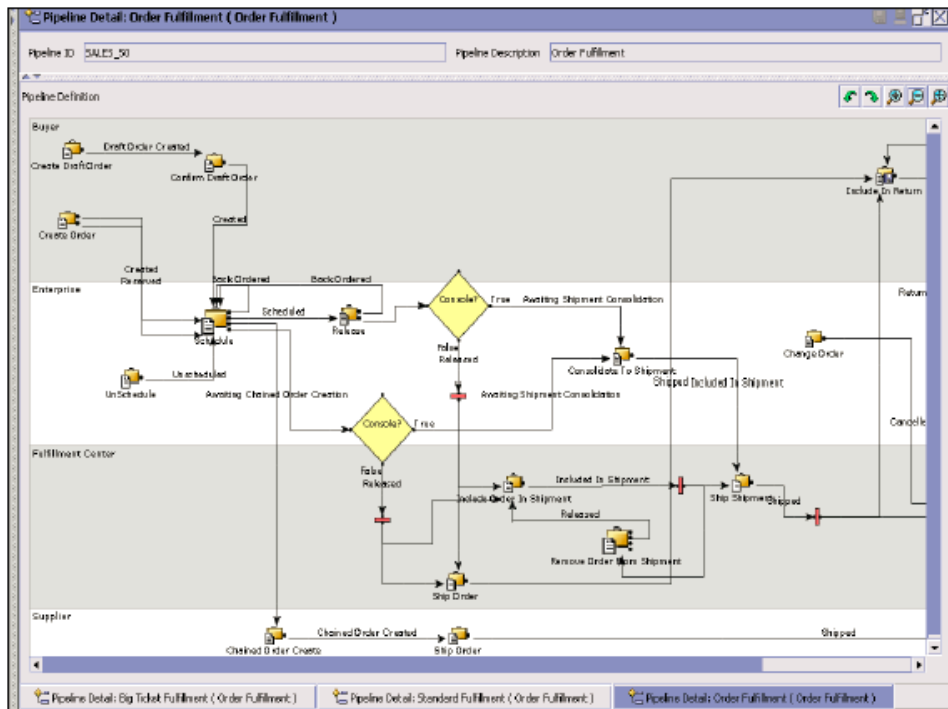 Pipeline Detail: Order Fulfillment ( Order Fulfillment )
Pipeline ID SALES_50 Pipeline Description Order Fulfillment
Pipeline Definition
Buyer
Draft Order Created
Create DraftOrder
Confirm Draft Order
Include In Return
Created
Create Order
Created
Reserved
BackOrdered
BackOrdered
Enterprise
Return
Console?
True
Awaiting Shipment Consolidation
Scheduled
Schedule
Release
False
Released
Consolidate To Shipment
Change Order
Unscheduled
UnSchedule
Shipped
Included In Shipment
Awaiting Chained Order Creation
Awaiting Shipment Consolidation
Console?
True
Cancelle
Fulfillment Center
False
Released
Included In Shipment
Include Order In Shipment
Ship Shipment
Shipped
Released
Remove Order From Shipment
Ship Order
Supplier
Chained Order Created
Shipped
Chained Order Create
Ship Order
Pipeline Detail: Big Ticket Fulfillment ( Order Fulfillment )
Pipeline Detail: Standard Fulfillment ( Order Fulfillment )
Pipeline Detail: Order Fulfillment ( Order Fulfillment )